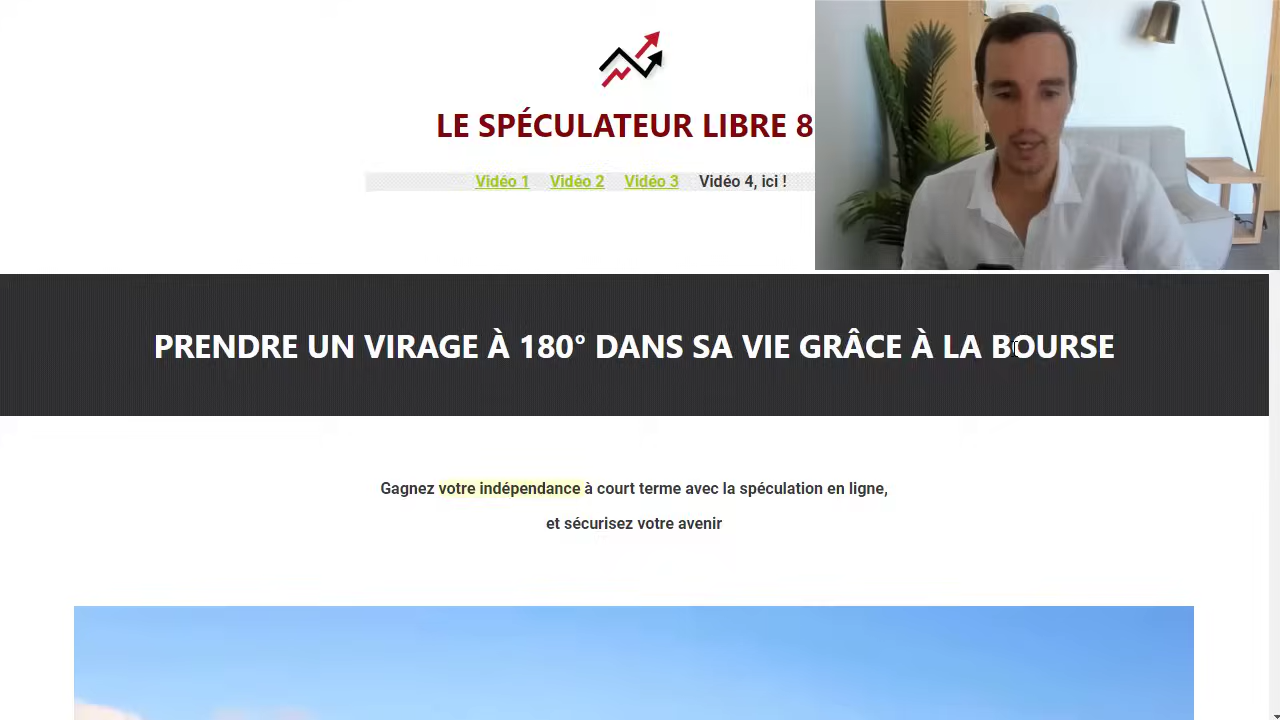 LE SPÉCULATEUR LIBRE 8
Vidéo 1 Vidéo 2 Vidéo 3 Vidéo 4, ici !
PRENDRE UN VIRAGE À 180° DANS SA VIE GRÂCE À LA BOURSE
Gagnez votre indépendance à court terme avec la spéculation en ligne,
et sécurisez votre avenir